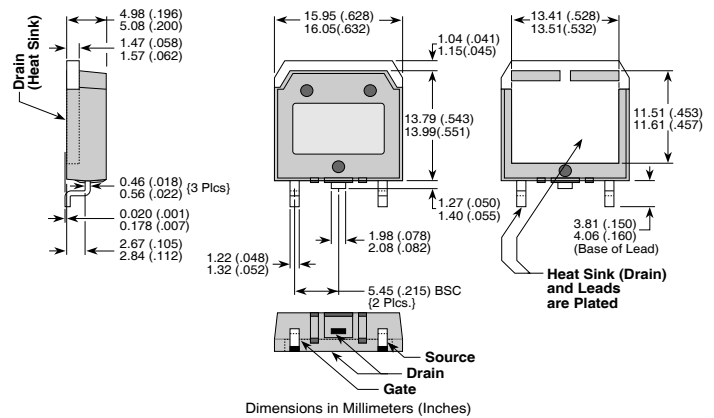 4.98 (.196)
5.08 (.200)
1.47 (.058)
1.57 (.062)
Drain
(Heat Sink)
0.46 (.018)
0.56 (.022) {3 Plcs}
0.020 (.001)
0.178 (.007)
2.67 (.105)
2.84 (.112)
15.95 (.628)
16.05(.632)
1.04 (.041)
1.15(.045)
13.79 (.543)
13.99(.551)
1.27 (.050)
1.40 (.055)
1.22 (.048)
1.32 (.052)
1.98 (.078)
2.08 (.082)
5.45 (.215) BSC
{2 Plcs.}
13.41 (.528)
13.51(.532)
11.51 (.453)
11.61 (.457)
3.81 (.150)
4.06 (.160)
(Base of Lead)
Heat Sink (Drain)
and Leads
are Plated
Source
Drain
Gate
Dimensions in Millimeters (Inches)